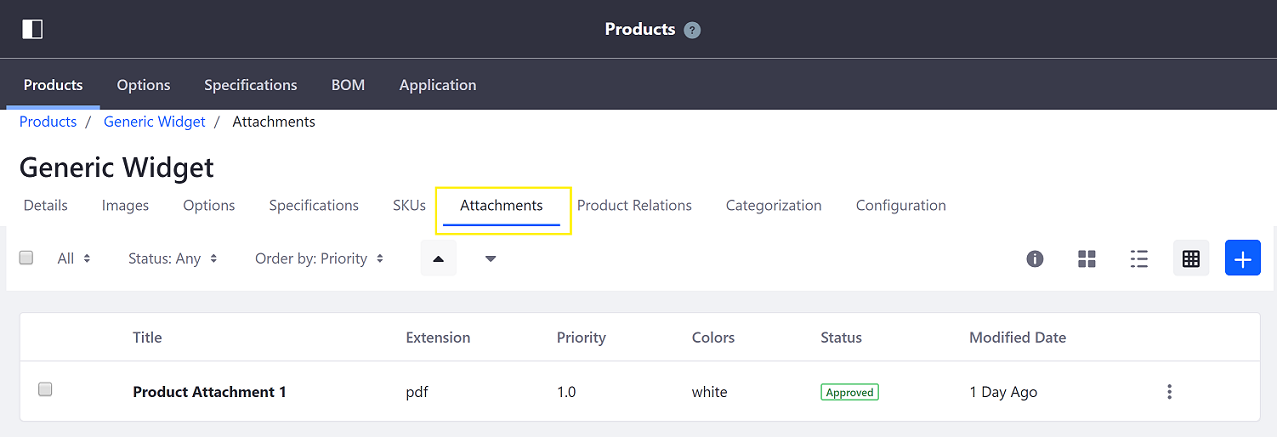 Products ?
Products Options Specifications BOM Application
Products / Generic Widget / Attachments
Generic Widget
Details Images Options Specifications SKUs Attachments Product Relations Categorization Configuration
All Status: Any Order by: Priority
Title Extension Priority Colors Status Modified Date
Product Attachment 1 pdf 1.0 white Approved 1 Day Ago